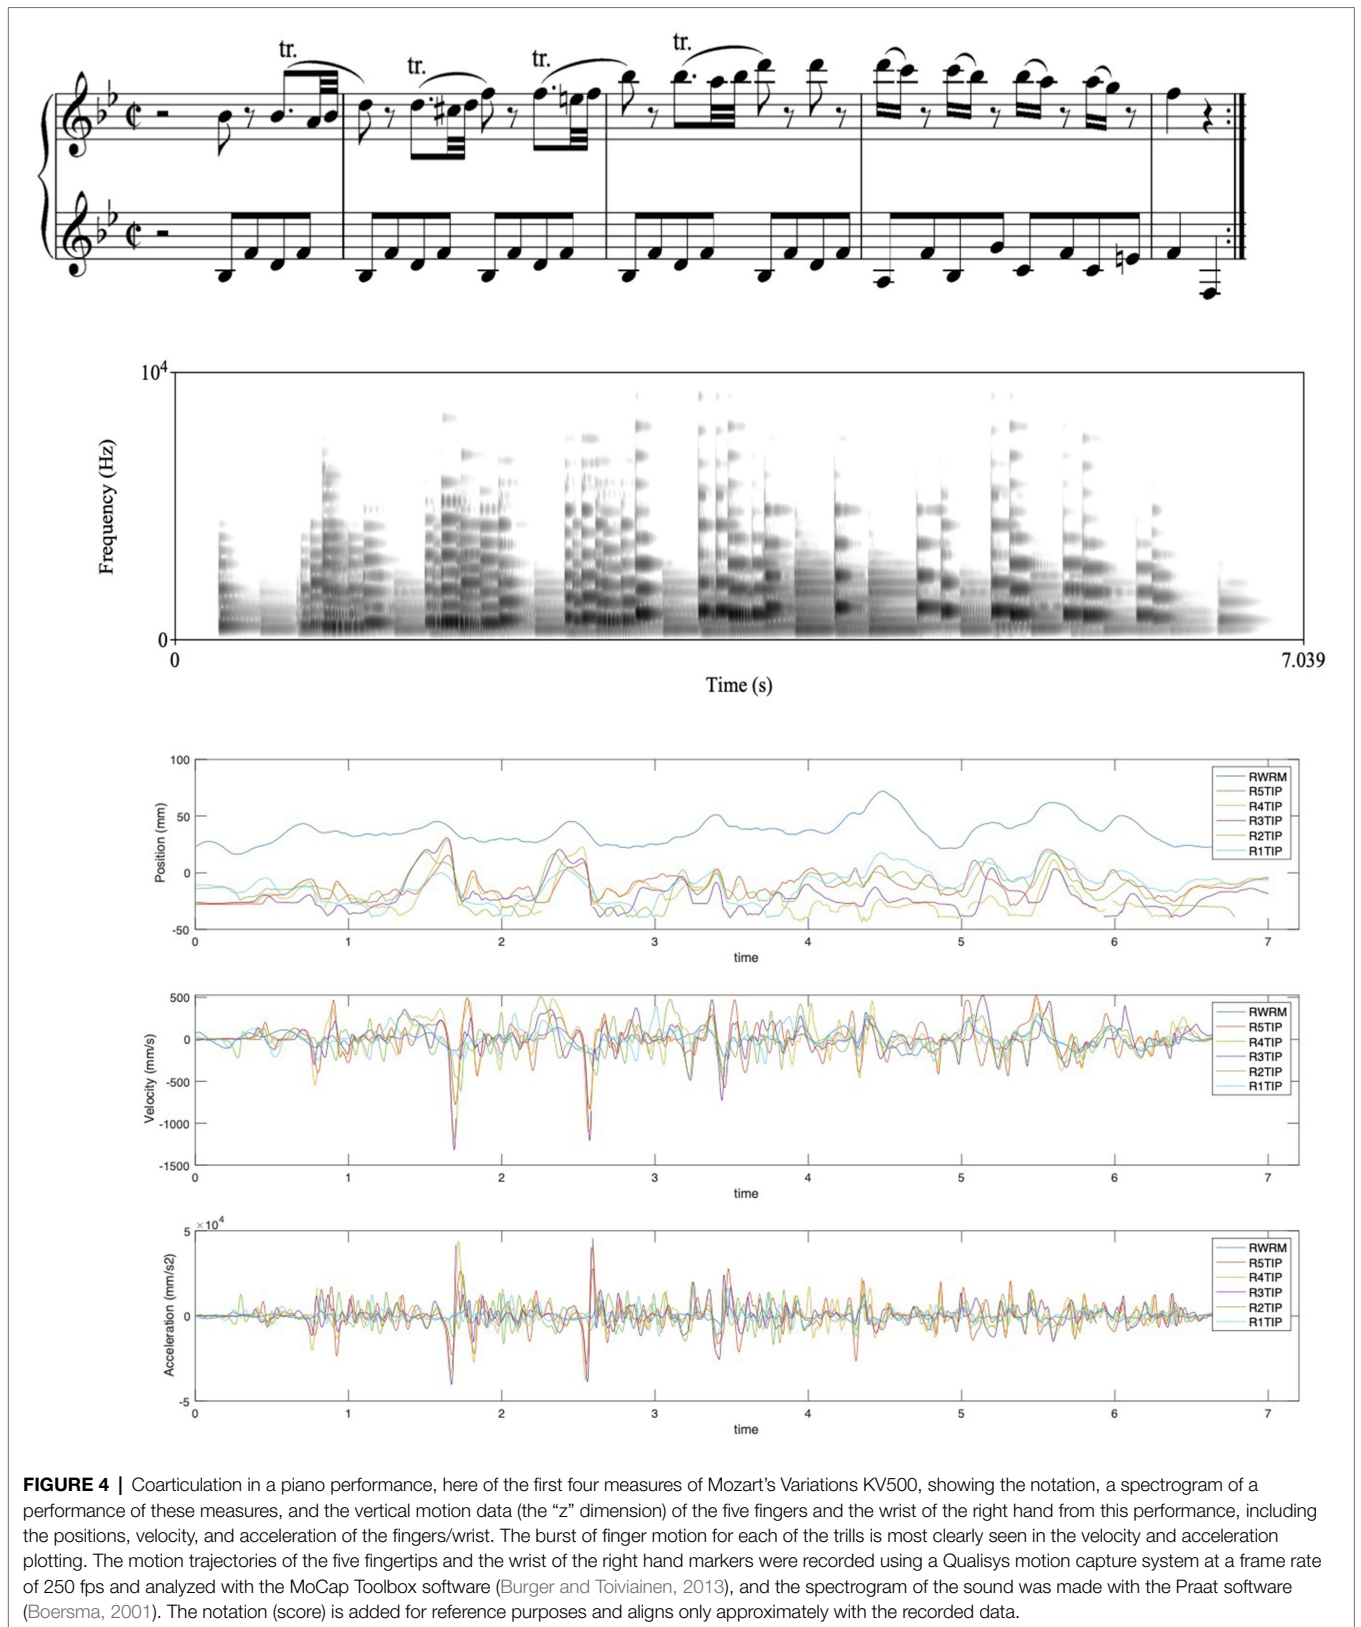 tr.
tr.
tr.
tr.
10⁴
Frequency (Hz)
0
0
7.039
Time (s)
100
50
0
-50
Position (mm)
RWRM
R5TIP
R4TIP
R3TIP
R2TIP
R1TIP
0 1 2 3 4 5 6 7
time
500
0
-500
-1000
-1500
Velocity (mm/s)
RWRM
R5TIP
R4TIP
R3TIP
R2TIP
R1TIP
0 1 2 3 4 5 6 7
time
×10⁴
5
0
-5
Acceleration (mm/s2)
RWRM
R5TIP
R4TIP
R3TIP
R2TIP
R1TIP
0 1 2 3 4 5 6 7
time
FIGURE 4 | Coarticulation in a piano performance, here of the first four measures of Mozart’s Variations KV500, showing the notation, a spectrogram of a
performance of these measures, and the vertical motion data (the “z” dimension) of the five fingers and the wrist of the right hand from this performance, including
the positions, velocity, and acceleration of the fingers/wrist. The burst of finger motion for each of the trills is most clearly seen in the velocity and acceleration
plotting. The motion trajectories of the five fingertips and the wrist of the right hand markers were recorded using a Qualisys motion capture system at a frame rate
of 250 fps and analyzed with the MoCap Toolbox software (Burger and Toiviainen, 2013), and the spectrogram of the sound was made with the Praat software
(Boersma, 2001). The notation (score) is added for reference purposes and aligns only approximately with the recorded data.